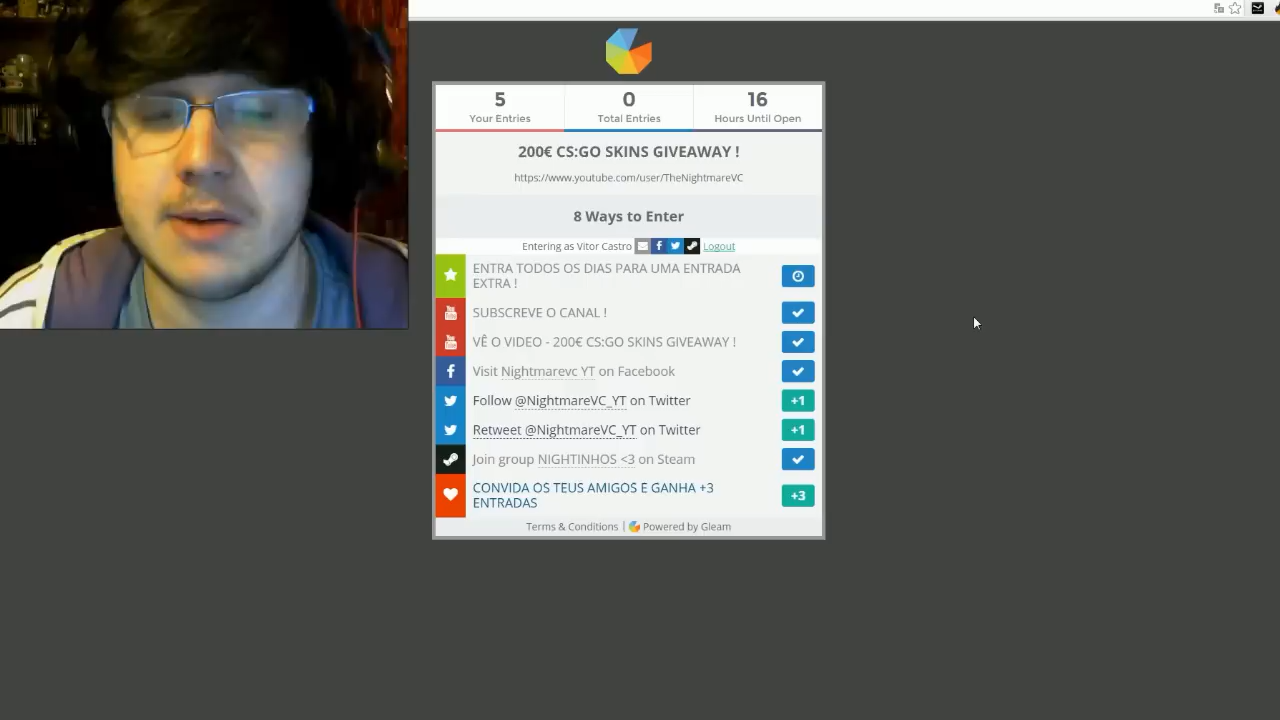 5
Your Entries
0
Total Entries
16
Hours Until Open
200€ CS:GO SKINS GIVEAWAY !
https://www.youtube.com/user/TheNightmareVC
8 Ways to Enter
Entering as Vitor Castro Logout
ENTRA TODOS OS DIAS PARA UMA ENTRADA
EXTRA !
SUBSCREVE O CANAL !
VÊ O VIDEO - 200€ CS:GO SKINS GIVEAWAY !
Visit Nightmarevc YT on Facebook
Follow @NightmareVC_YT on Twitter +1
Retweet @NightmareVC_YT on Twitter +1
Join group NIGHTINHOS <3 on Steam
CONVIDA OS TEUS AMIGOS E GANHA +3
ENTRADAS
+3
Terms & Conditions | Powered by Gleam